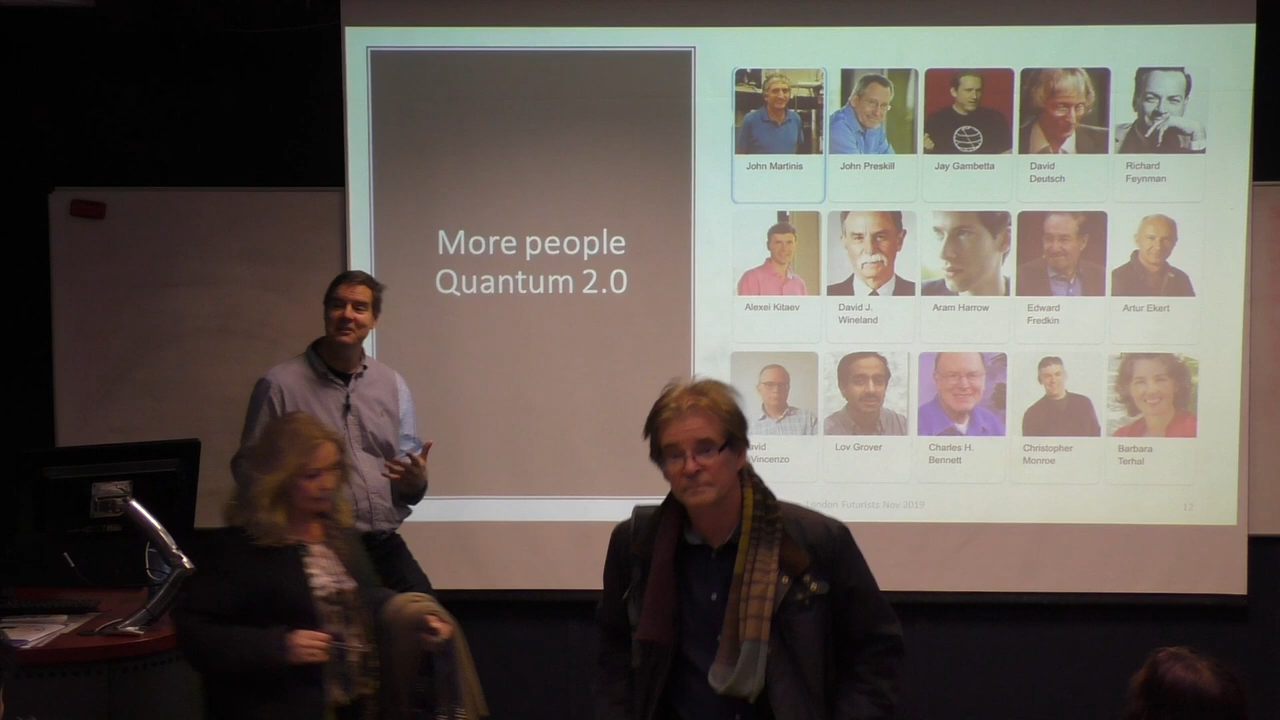 More people
Quantum 2.0
John Martinis
John Preskill
Jay Gambetta
David
Deutsch
Richard
Feynman
Alexei Kitaev
David J.
Wineland
Aram Harrow
Edward
Fredkin
Artur Ekert
avid
Vincenzo
Lov Grover
Charles H.
Bennett
Christopher
Monroe
Barbara
Terhal
London Futurists Nov 2019
12